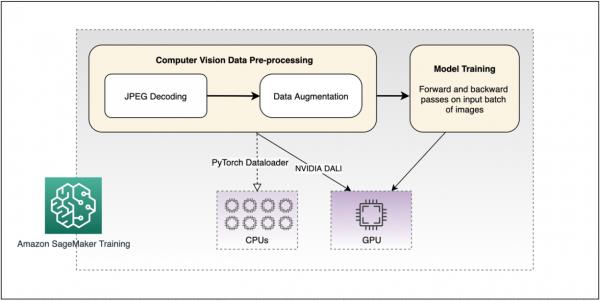 Computer Vision Data Pre-processing
JPEG Decoding
Data Augmentation
Model Training
Forward and backward
passes on input batch
of images
PyTorch Dataloader
NVIDIA DALI
CPUs
GPU
Amazon SageMaker Training